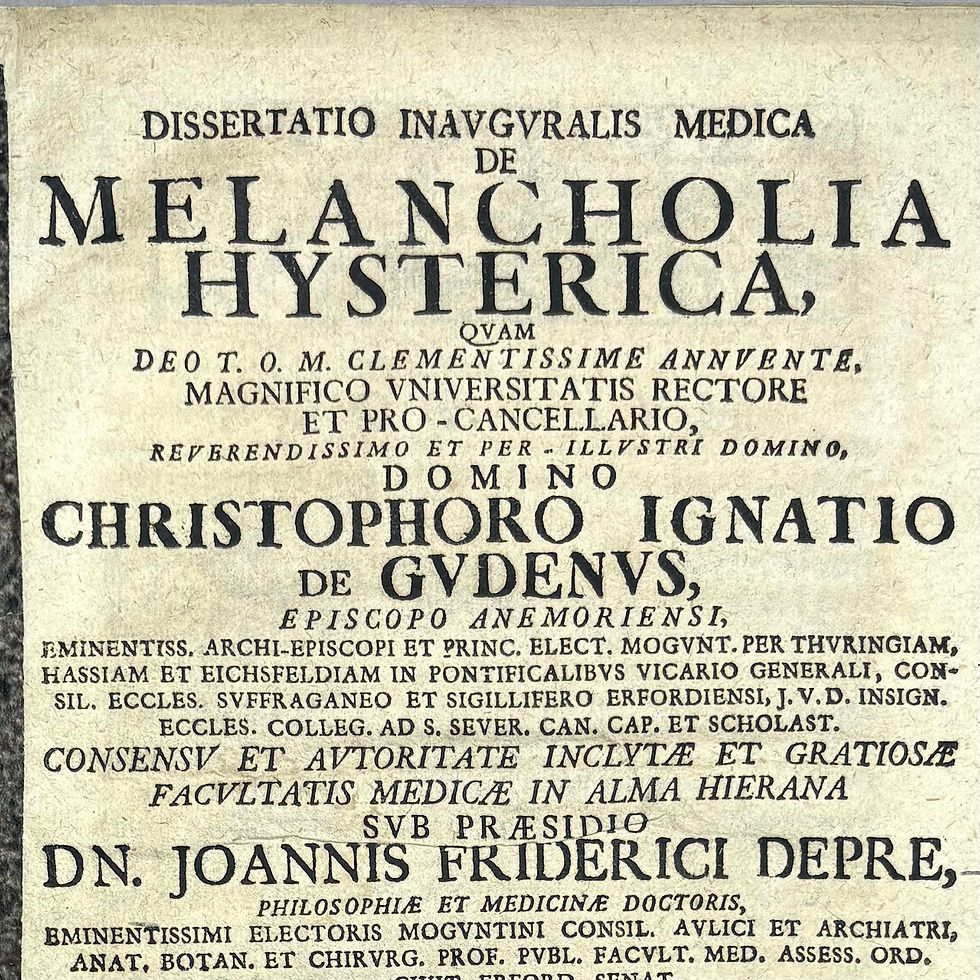 DISSERTATIO INAVGVRALIS MEDICA
DE
MELANCHOLIA
HYSTERICA,
QVAM
DEO T. O. M. CLEMENTISSIME ANNVENTE,
MAGNIFICO VNIVERSITATIS RECTORE
ET PRO-CANCELLARIO,
REVERENDISSIMO ET PER-ILLVSTRI DOMINO,
DOMINO
CHRISTOPHORO IGNATIO
DE GVDENVS,
EPISCOPO ANEMORIENSI,
EMINENTISS. ARCHI-EPISCOPI ET PRINC. ELECT. MOGVNT. PER THVRINGIAM,
HASSIAM ET EICHSFELDIAM IN PONTIFICALIBVS VICARIO GENERALI, CON-
SIL. ECCLES. SVFFRAGANEO ET SIGILLIFERO ERFORDIENSI, J. V. D. INSIGN.
ECCLES. COLLEG. AD S. SEVER. CAN. CAP. ET SCHOLAST.
CONSENSV ET AVTORITATE INCLYTÆ ET GRATIOSÆ
FACVLTATIS MEDICÆ IN ALMA HIERANA
SVB PRÆSIDIO
DN. JOANNIS FRIDERICI DEPRE,
PHILOSOPHIÆ ET MEDICINÆ DOCTORIS,
EMINENTISSIMI ELECTORIS MOGVNTINI CONSIL. AVLICI ET ARCHIATRI,
ANAT. BOTAN. ET CHIRVRG. PROF. PVBL. FACVLT. MED. ASSESS. ORD.
ERFORD. SENAT.